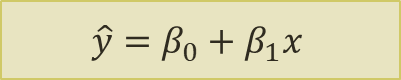 ŷ = β₀ + β₁x